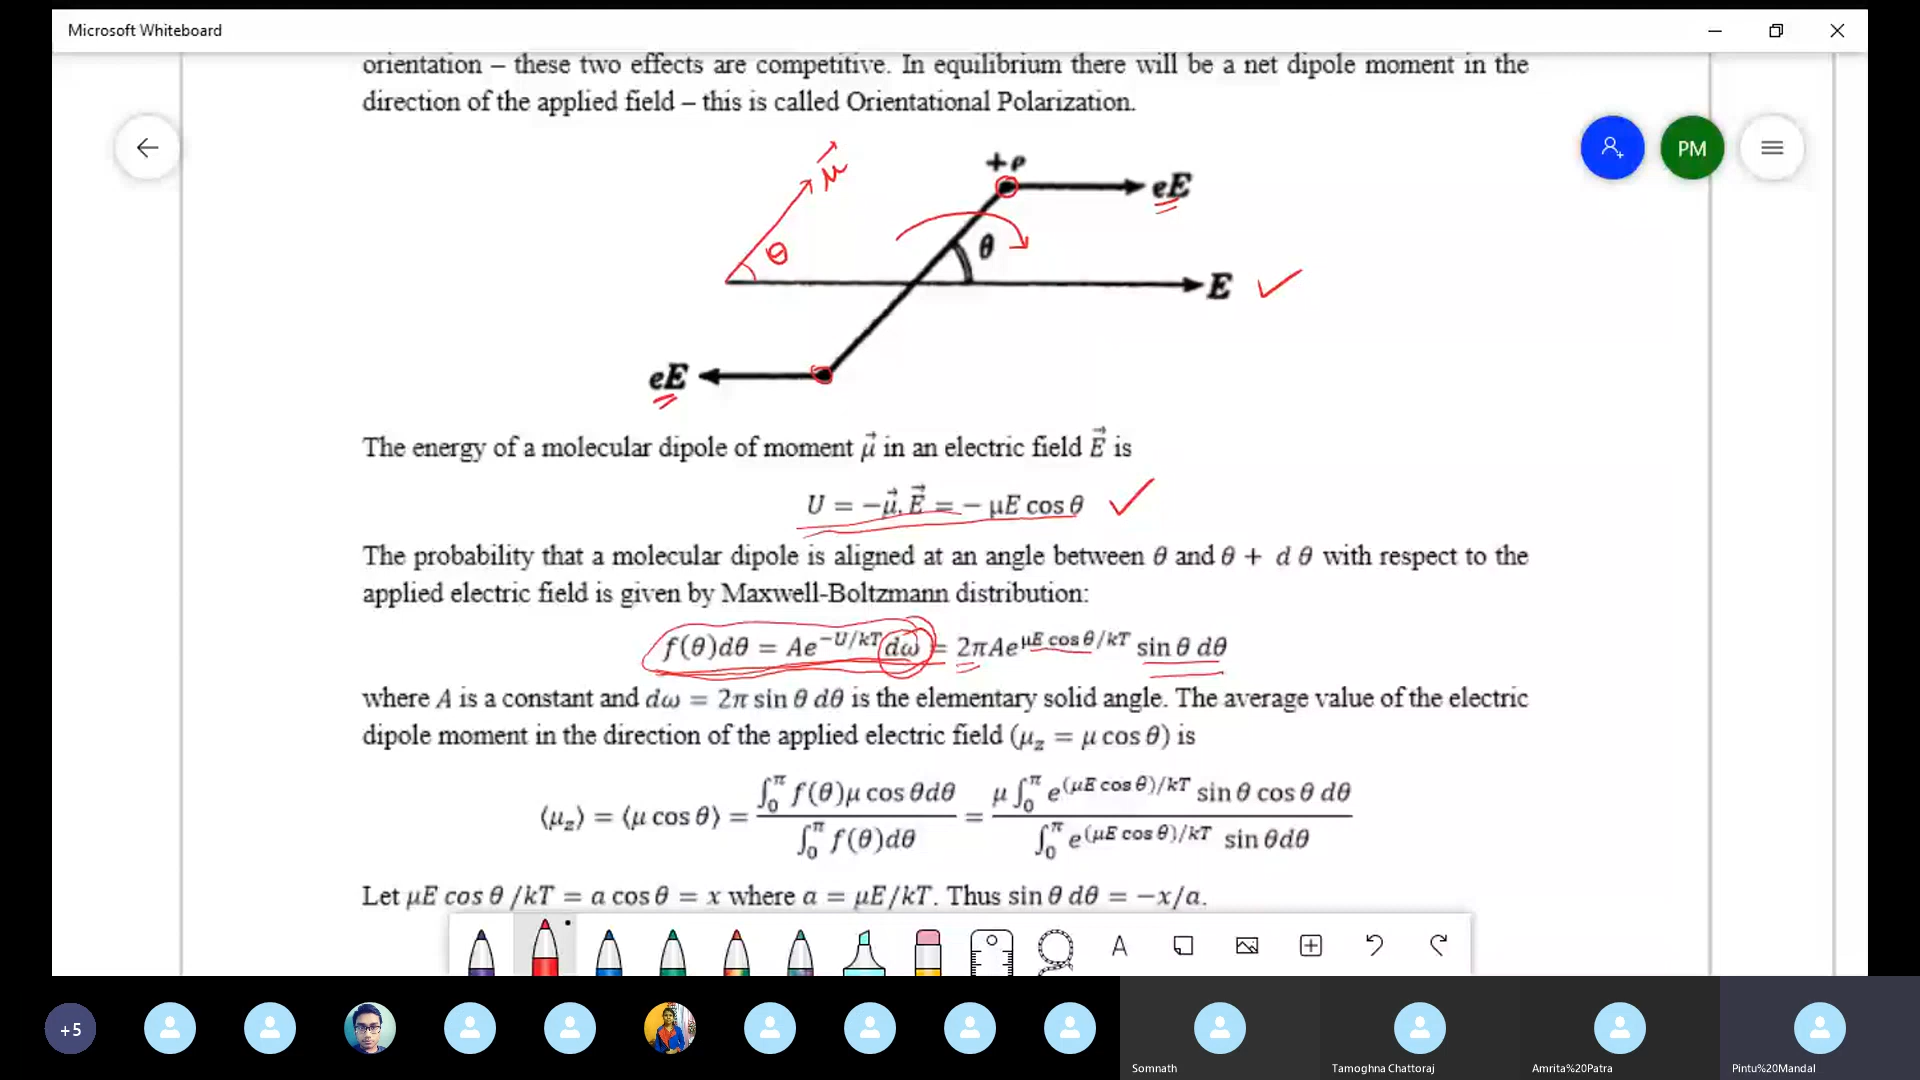 Microsoft Whiteboard
orientation – these two effects are competitive. In equilibrium there will be a net dipole moment in the
direction of the applied field – this is called Orientational Polarization.
PM
μ⃗
θ
+e
eE
θ
E
eE
The energy of a molecular dipole of moment μ⃗ in an electric field E⃗ is
U = −μ⃗. E⃗ = − μE cos θ
The probability that a molecular dipole is aligned at an angle between θ and θ + d θ with respect to the
applied electric field is given by Maxwell-Boltzmann distribution:
f(θ)dθ = Ae^{−U/kT} dω = 2πAe^{μE cos θ/kT} sin θ dθ
where A is a constant and dω = 2π sin θ dθ is the elementary solid angle. The average value of the electric
dipole moment in the direction of the applied electric field (μ_z = μ cos θ) is
⟨μ_z⟩ = ⟨μ cos θ⟩ = ∫_0^π f(θ)μ cos θdθ / ∫_0^π f(θ)dθ = μ ∫_0^π e^{(μE cos θ)/kT} sin θ cos θ dθ / ∫_0^π e^{(μE cos θ)/kT} sin θdθ
Let μE cos θ /kT = a cos θ = x where a = μE/kT. Thus sin θ dθ = −x/a.
A
+5
Somnath
Tamoghna Chattoraj
Amrita%20Patra
Pintu%20Mandal